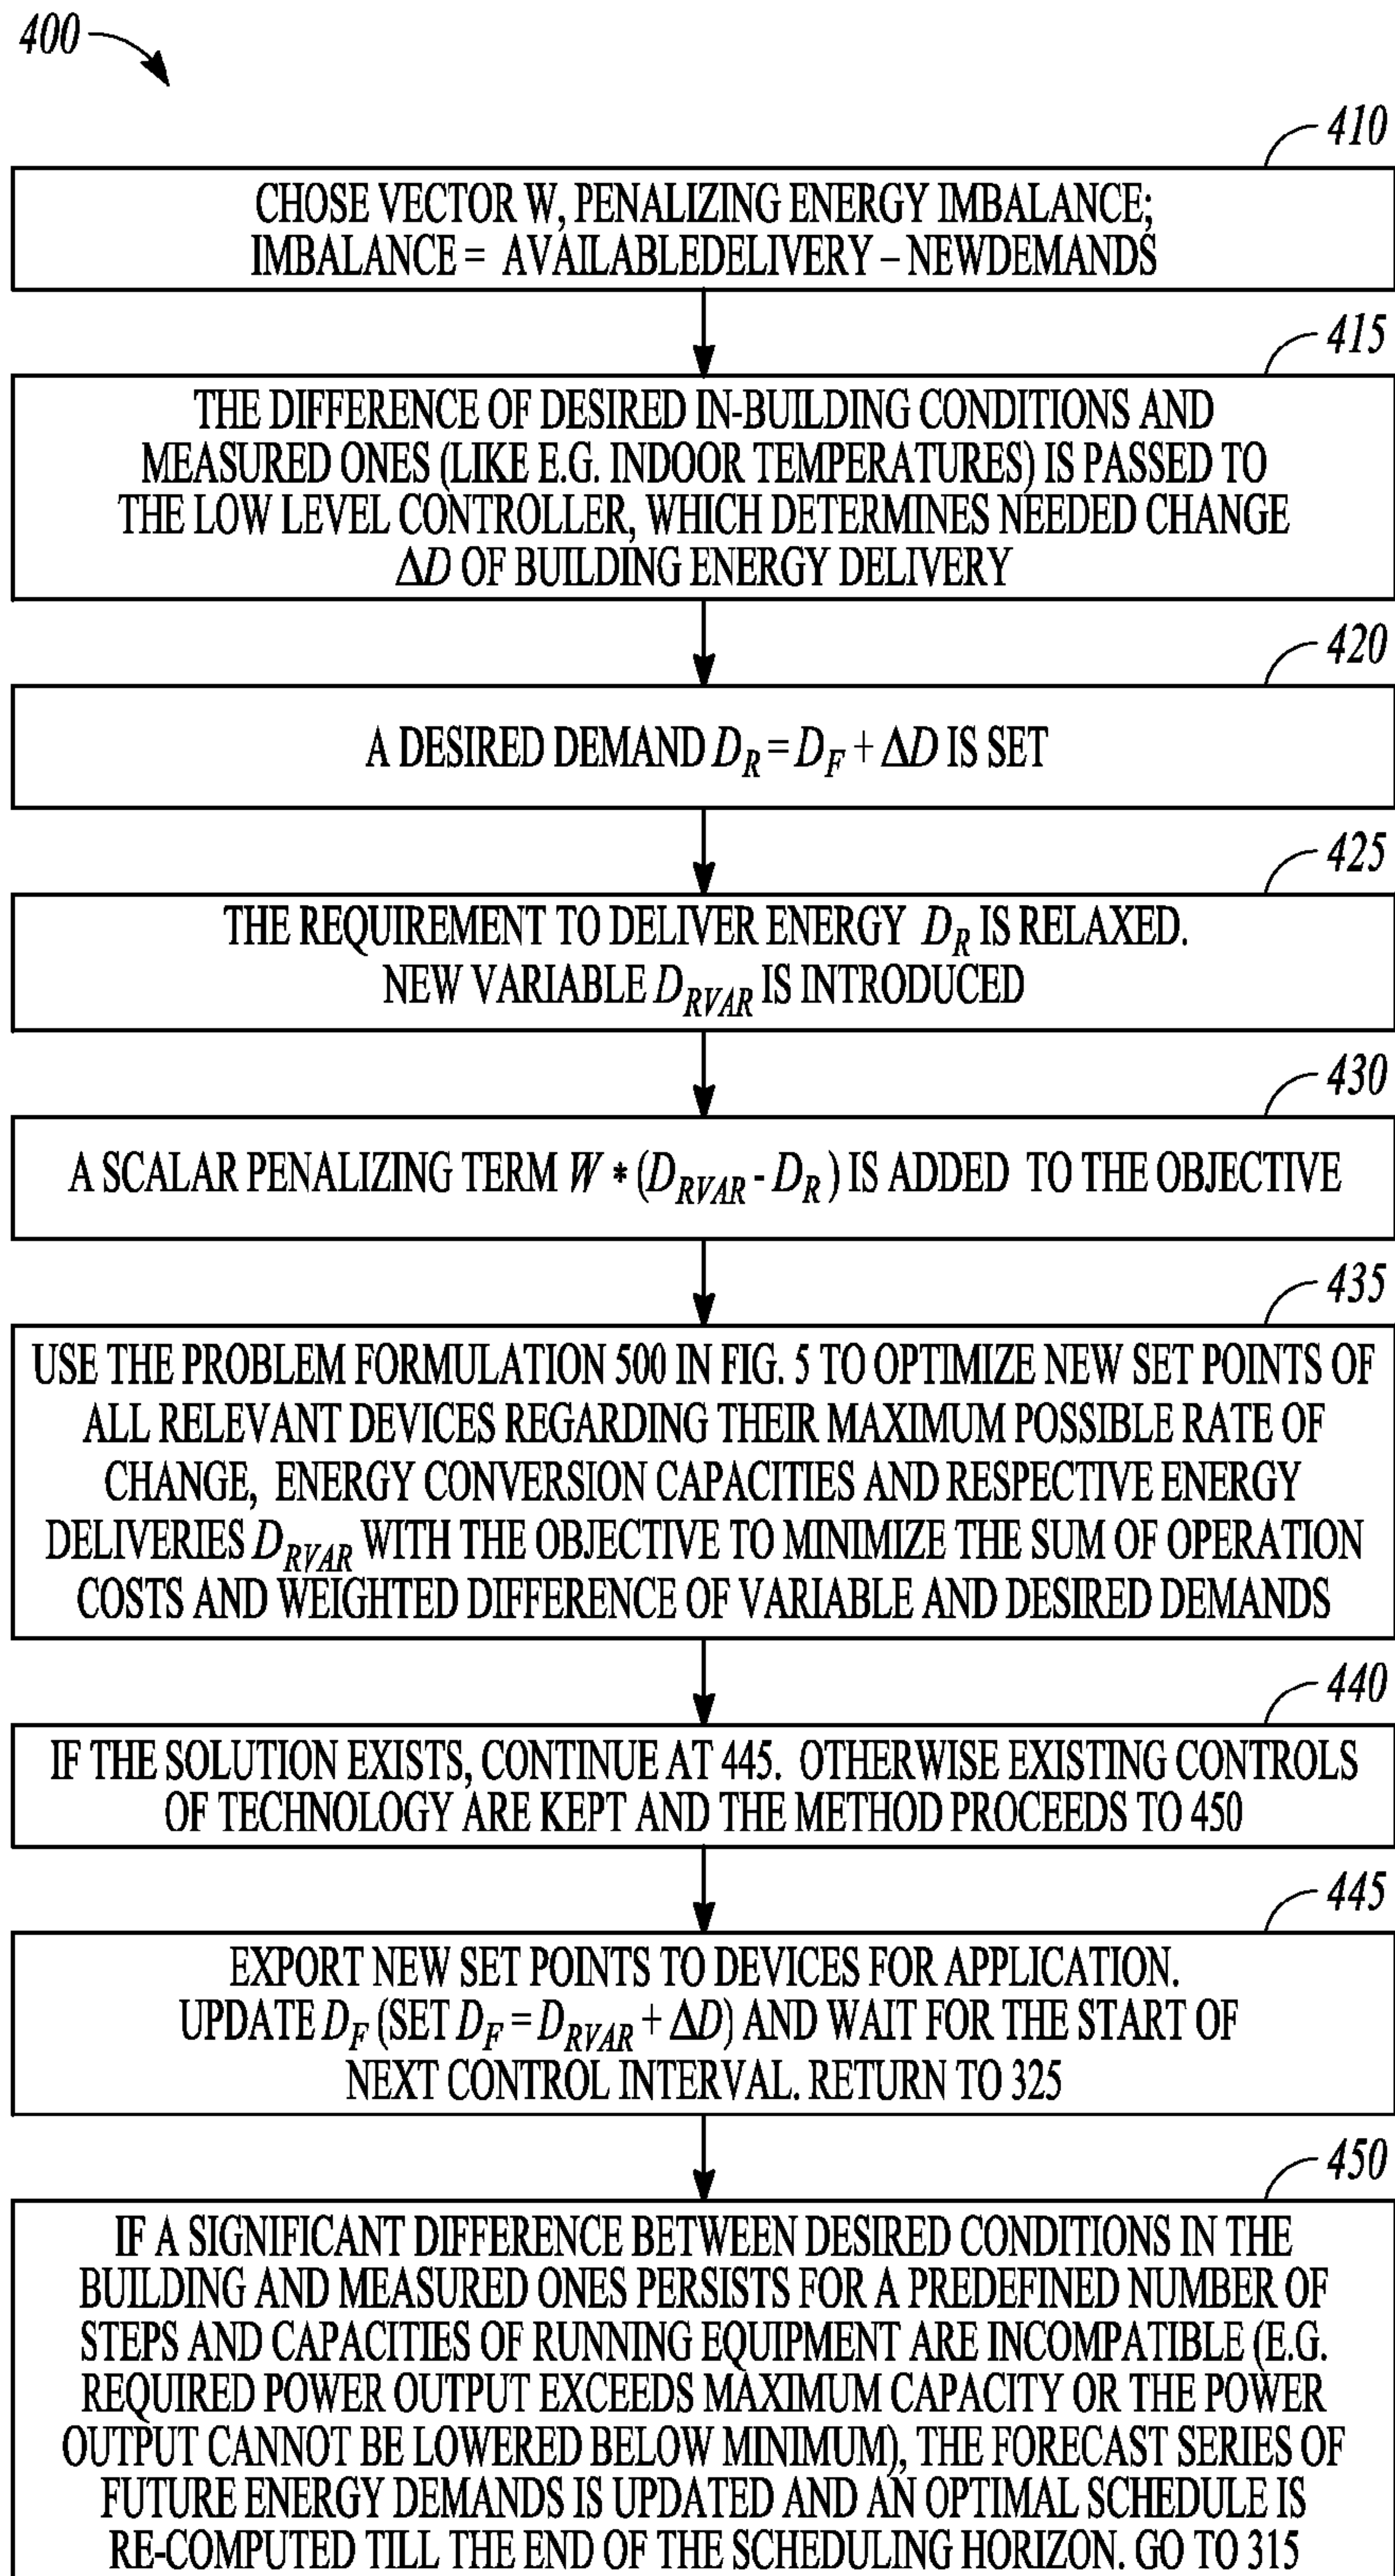 400
410
CHOSE VECTOR W, PENALIZING ENERGY IMBALANCE;
IMBALANCE = AVAILABLEDELIVERY – NEWDEMANDS
415
THE DIFFERENCE OF DESIRED IN-BUILDING CONDITIONS AND
MEASURED ONES (LIKE E.G. INDOOR TEMPERATURES) IS PASSED TO
THE LOW LEVEL CONTROLLER, WHICH DETERMINES NEEDED CHANGE
ΔD OF BUILDING ENERGY DELIVERY
420
A DESIRED DEMAND D_R = D_F + ΔD IS SET
425
THE REQUIREMENT TO DELIVER ENERGY D_R IS RELAXED.
NEW VARIABLE D_RVAR IS INTRODUCED
430
A SCALAR PENALIZING TERM W * (D_RVAR - D_R) IS ADDED TO THE OBJECTIVE
435
USE THE PROBLEM FORMULATION 500 IN FIG. 5 TO OPTIMIZE NEW SET POINTS OF
ALL RELEVANT DEVICES REGARDING THEIR MAXIMUM POSSIBLE RATE OF
CHANGE, ENERGY CONVERSION CAPACITIES AND RESPECTIVE ENERGY
DELIVERIES D_RVAR WITH THE OBJECTIVE TO MINIMIZE THE SUM OF OPERATION
COSTS AND WEIGHTED DIFFERENCE OF VARIABLE AND DESIRED DEMANDS
440
IF THE SOLUTION EXISTS, CONTINUE AT 445. OTHERWISE EXISTING CONTROLS
OF TECHNOLOGY ARE KEPT AND THE METHOD PROCEEDS TO 450
445
EXPORT NEW SET POINTS TO DEVICES FOR APPLICATION.
UPDATE D_F (SET D_F = D_RVAR + ΔD) AND WAIT FOR THE START OF
NEXT CONTROL INTERVAL. RETURN TO 325
450
IF A SIGNIFICANT DIFFERENCE BETWEEN DESIRED CONDITIONS IN THE
BUILDING AND MEASURED ONES PERSISTS FOR A PREDEFINED NUMBER OF
STEPS AND CAPACITIES OF RUNNING EQUIPMENT ARE INCOMPATIBLE (E.G.
REQUIRED POWER OUTPUT EXCEEDS MAXIMUM CAPACITY OR THE POWER
OUTPUT CANNOT BE LOWERED BELOW MINIMUM), THE FORECAST SERIES OF
FUTURE ENERGY DEMANDS IS UPDATED AND AN OPTIMAL SCHEDULE IS
RE-COMPUTED TILL THE END OF THE SCHEDULING HORIZON. GO TO 315